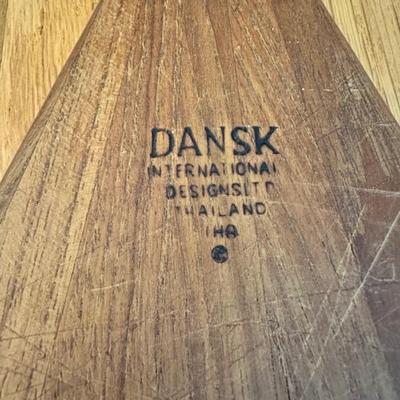 DANSK
INTERNATIONAL
DESIGNS LTD
THAILAND
IHQ